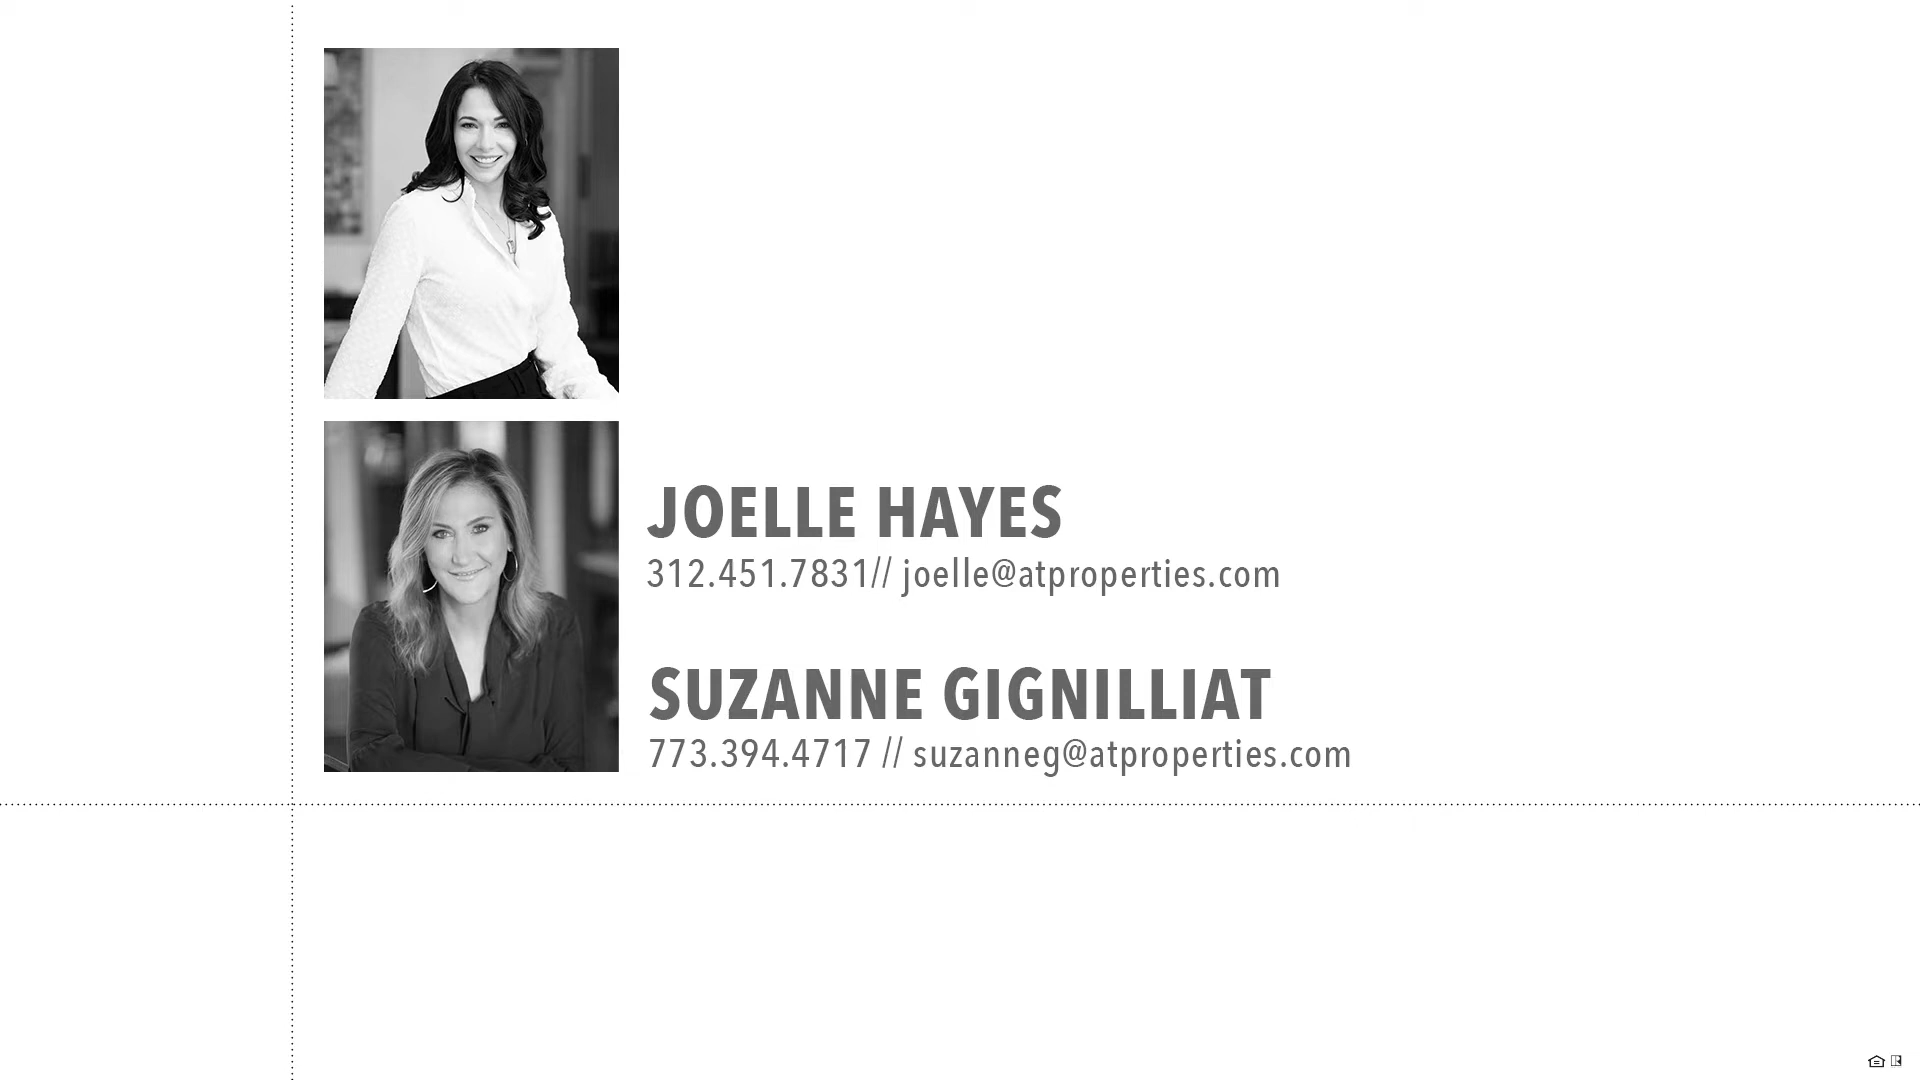 JOELLE HAYES
312.451.7831// joelle@atproperties.com
SUZANNE GIGNILLIAT
773.394.4717 // suzanneg@atproperties.com